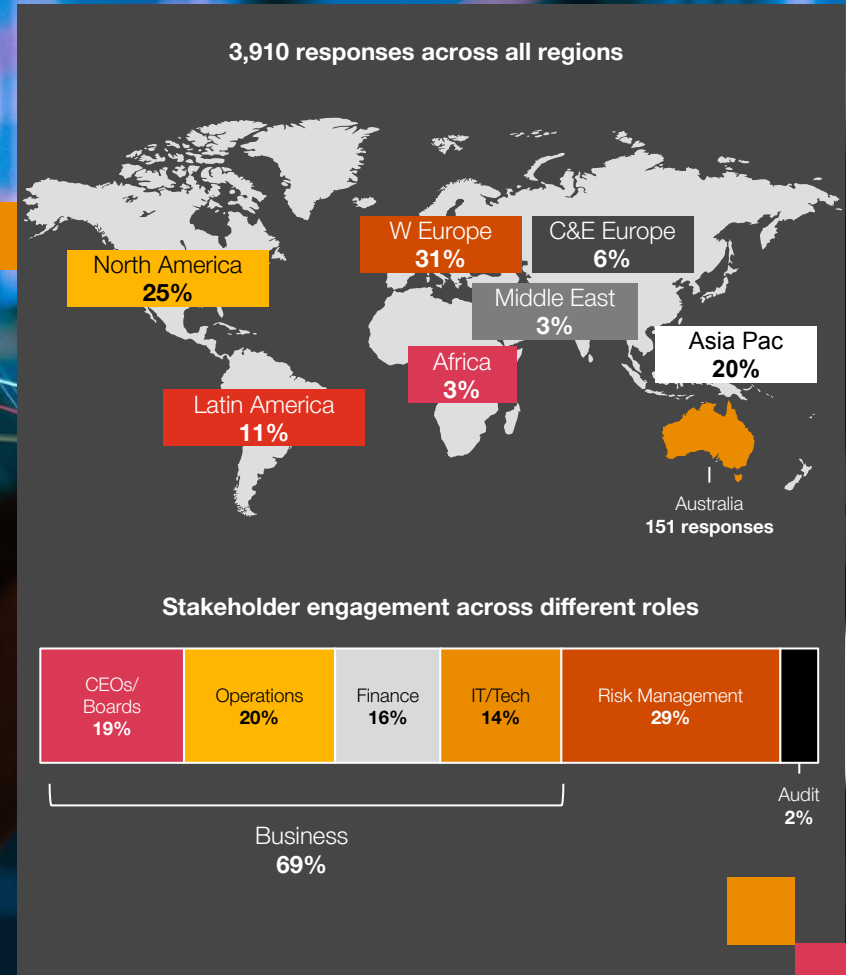 3,910 responses across all regions
W Europe
31%
C&E Europe
6%
North America
25%
Middle East
3%
Asia Pac
20%
Africa
3%
Latin America
11%
Australia
151 responses
Stakeholder engagement across different roles
CEOs/
Boards
19%
Operations
20%
Finance
16%
IT/Tech
14%
Risk Management
29%
Audit
2%
Business
69%